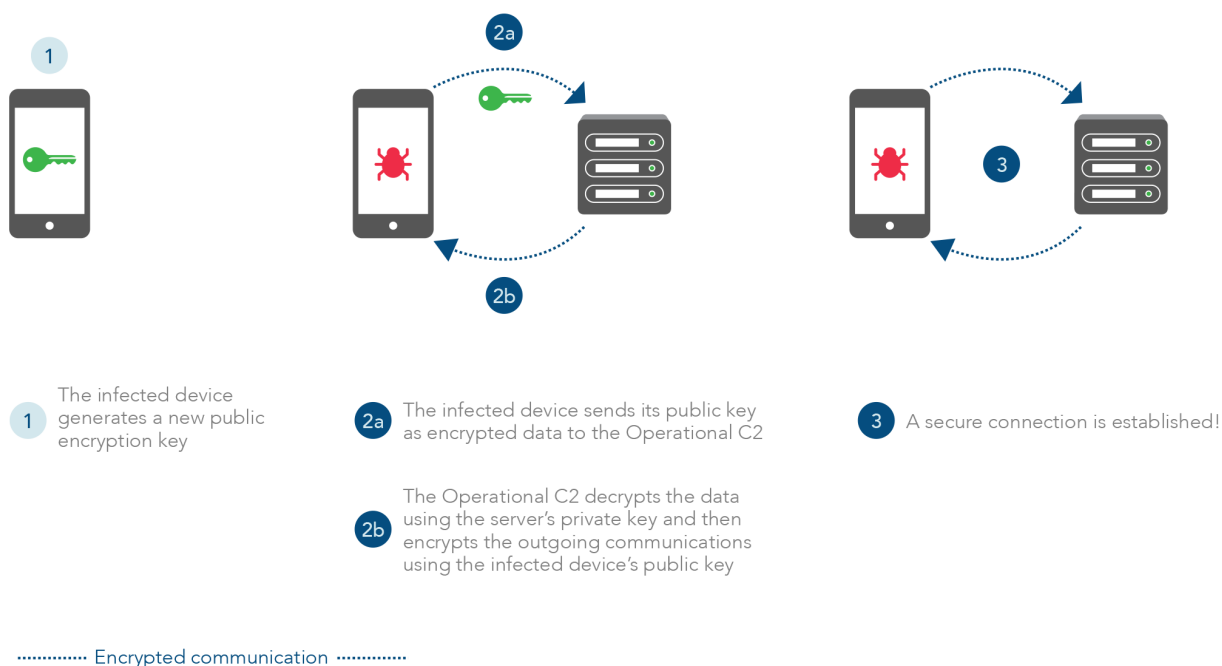 1
2a
3
2b
1
The infected device
generates a new public
encryption key
2a
The infected device sends its public key
as encrypted data to the Operational C2
2b
The Operational C2 decrypts the data
using the server’s private key and then
encrypts the outgoing communications
using the infected device’s public key
3
A secure connection is established!
Encrypted communication